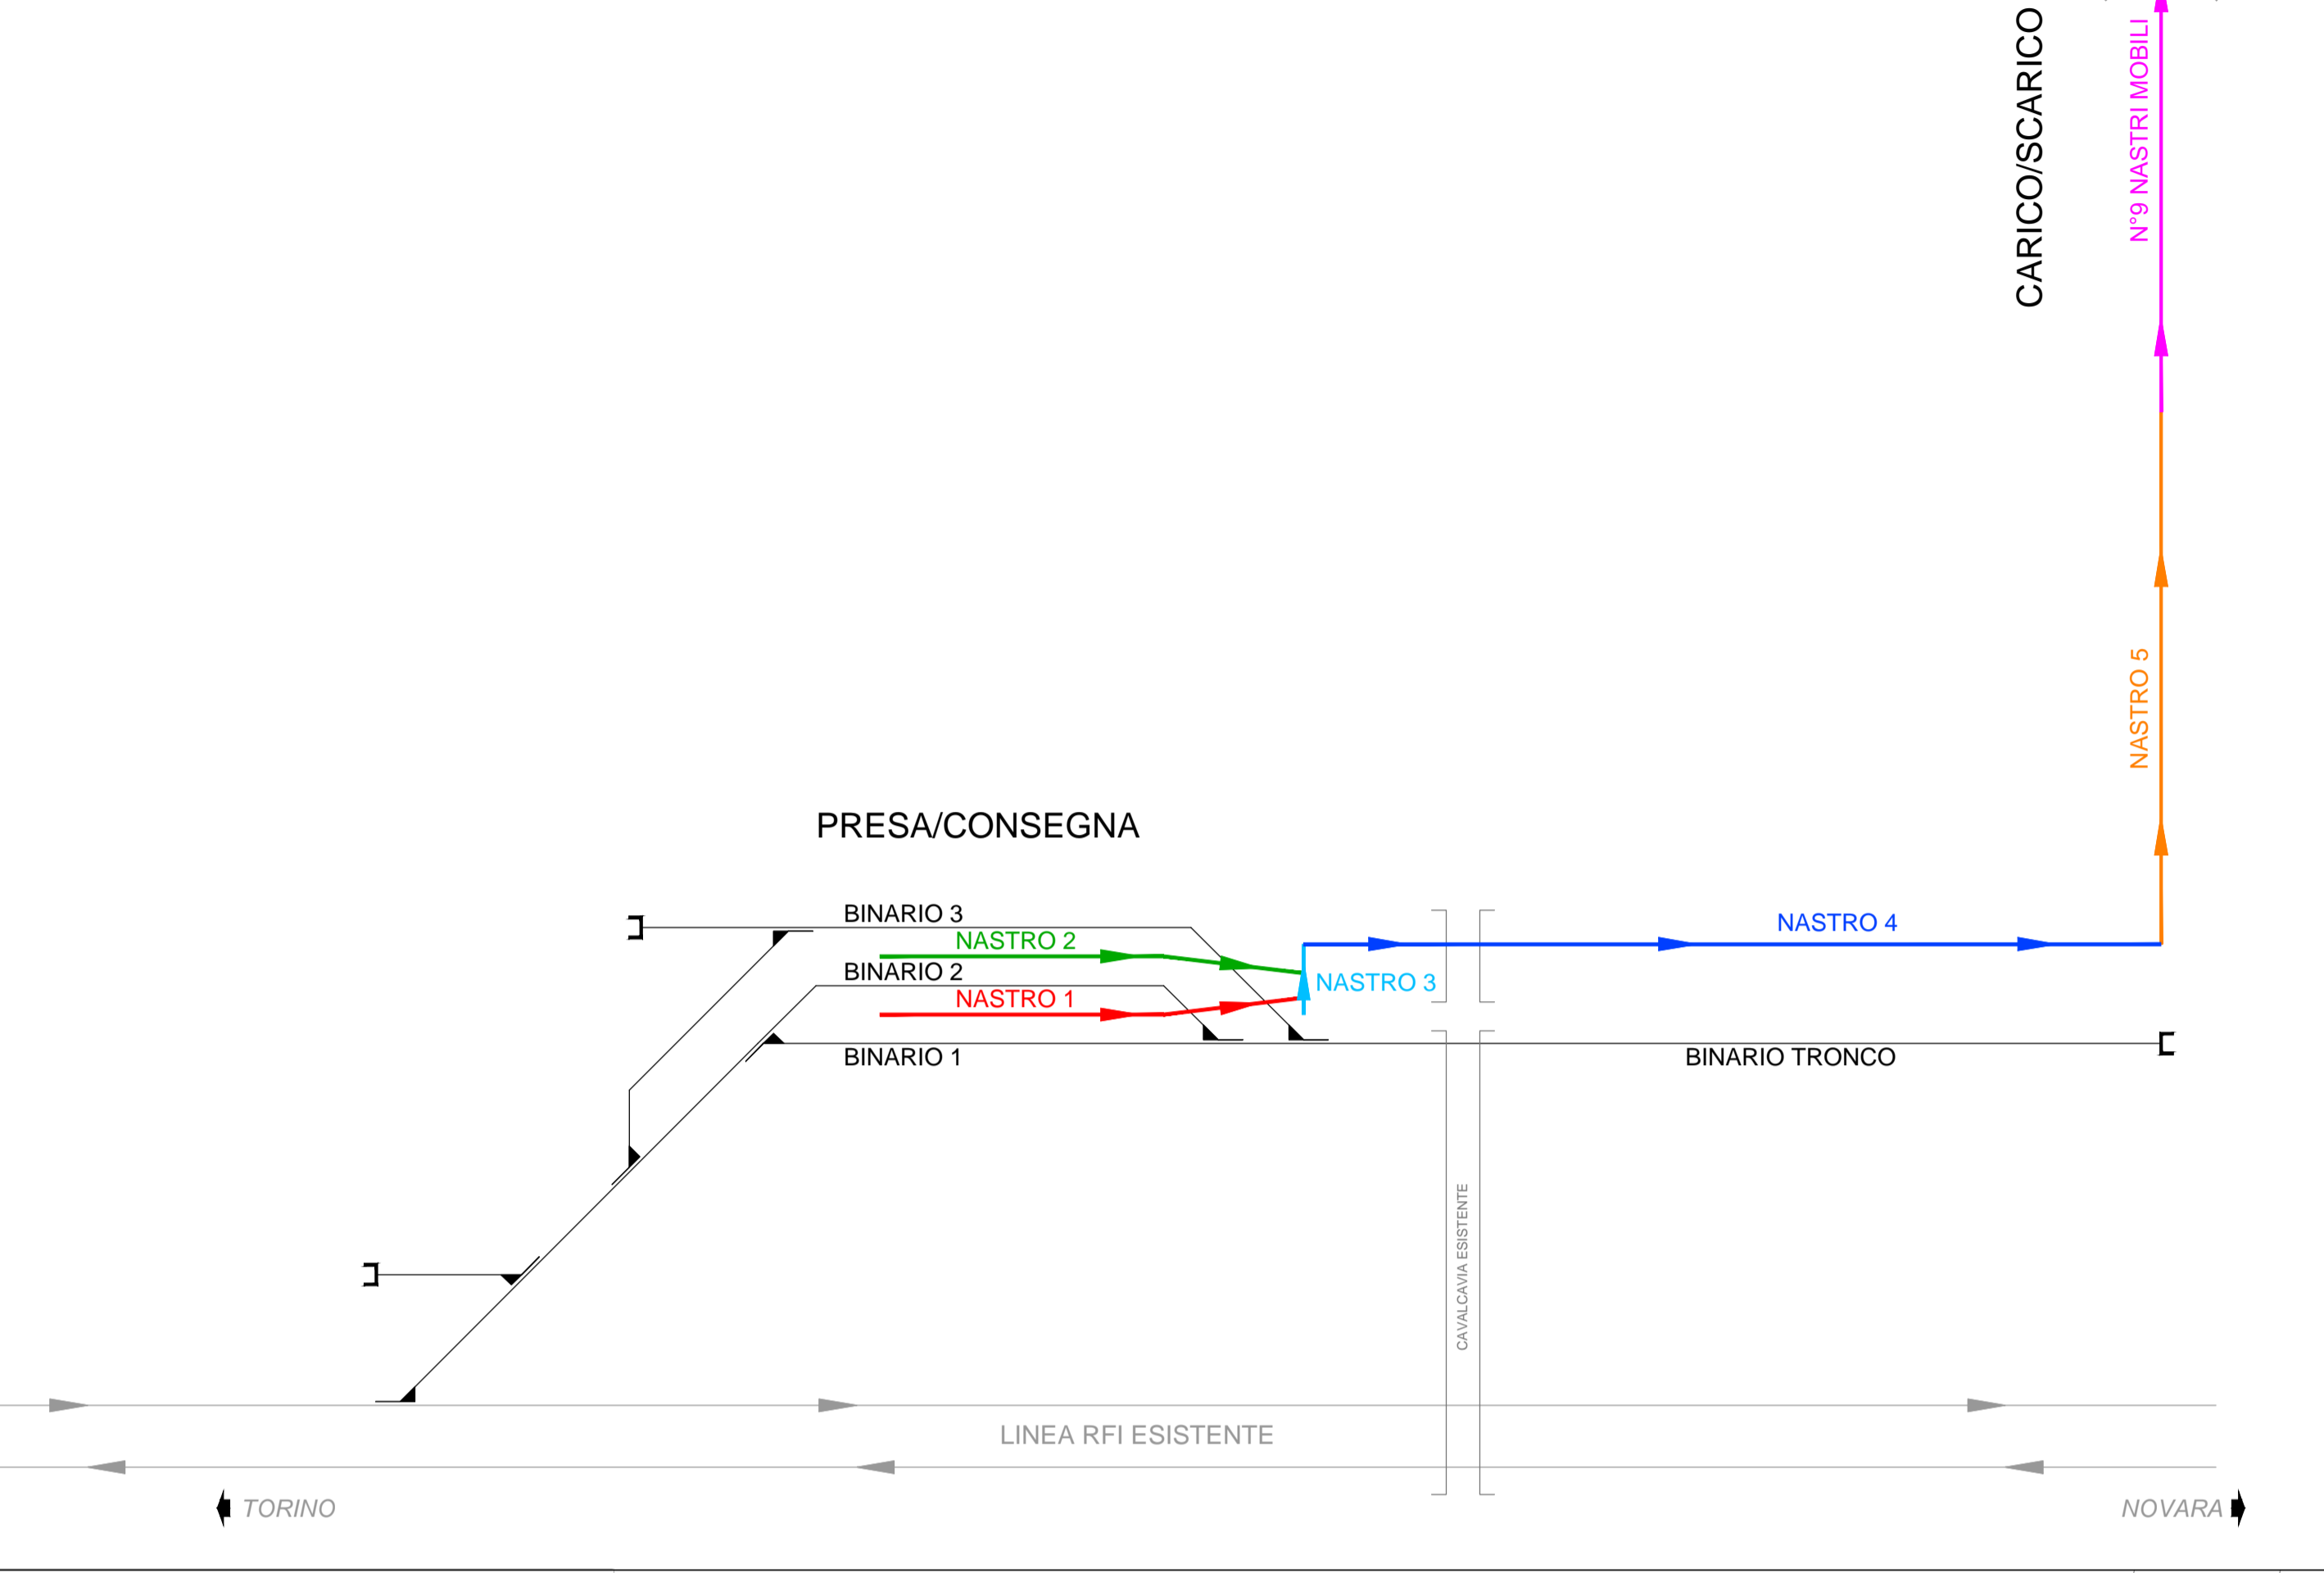 CARICO/SCARICO
N°9 NASTRI MOBILI
NASTRO 5
PRESA/CONSEGNA
BINARIO 3
NASTRO 2
NASTRO 4
BINARIO 2
NASTRO 3
NASTRO 1
BINARIO 1
BINARIO TRONCO
CAVALCAVIA ESISTENTE
LINEA RFI ESISTENTE
TORINO
NOVARA